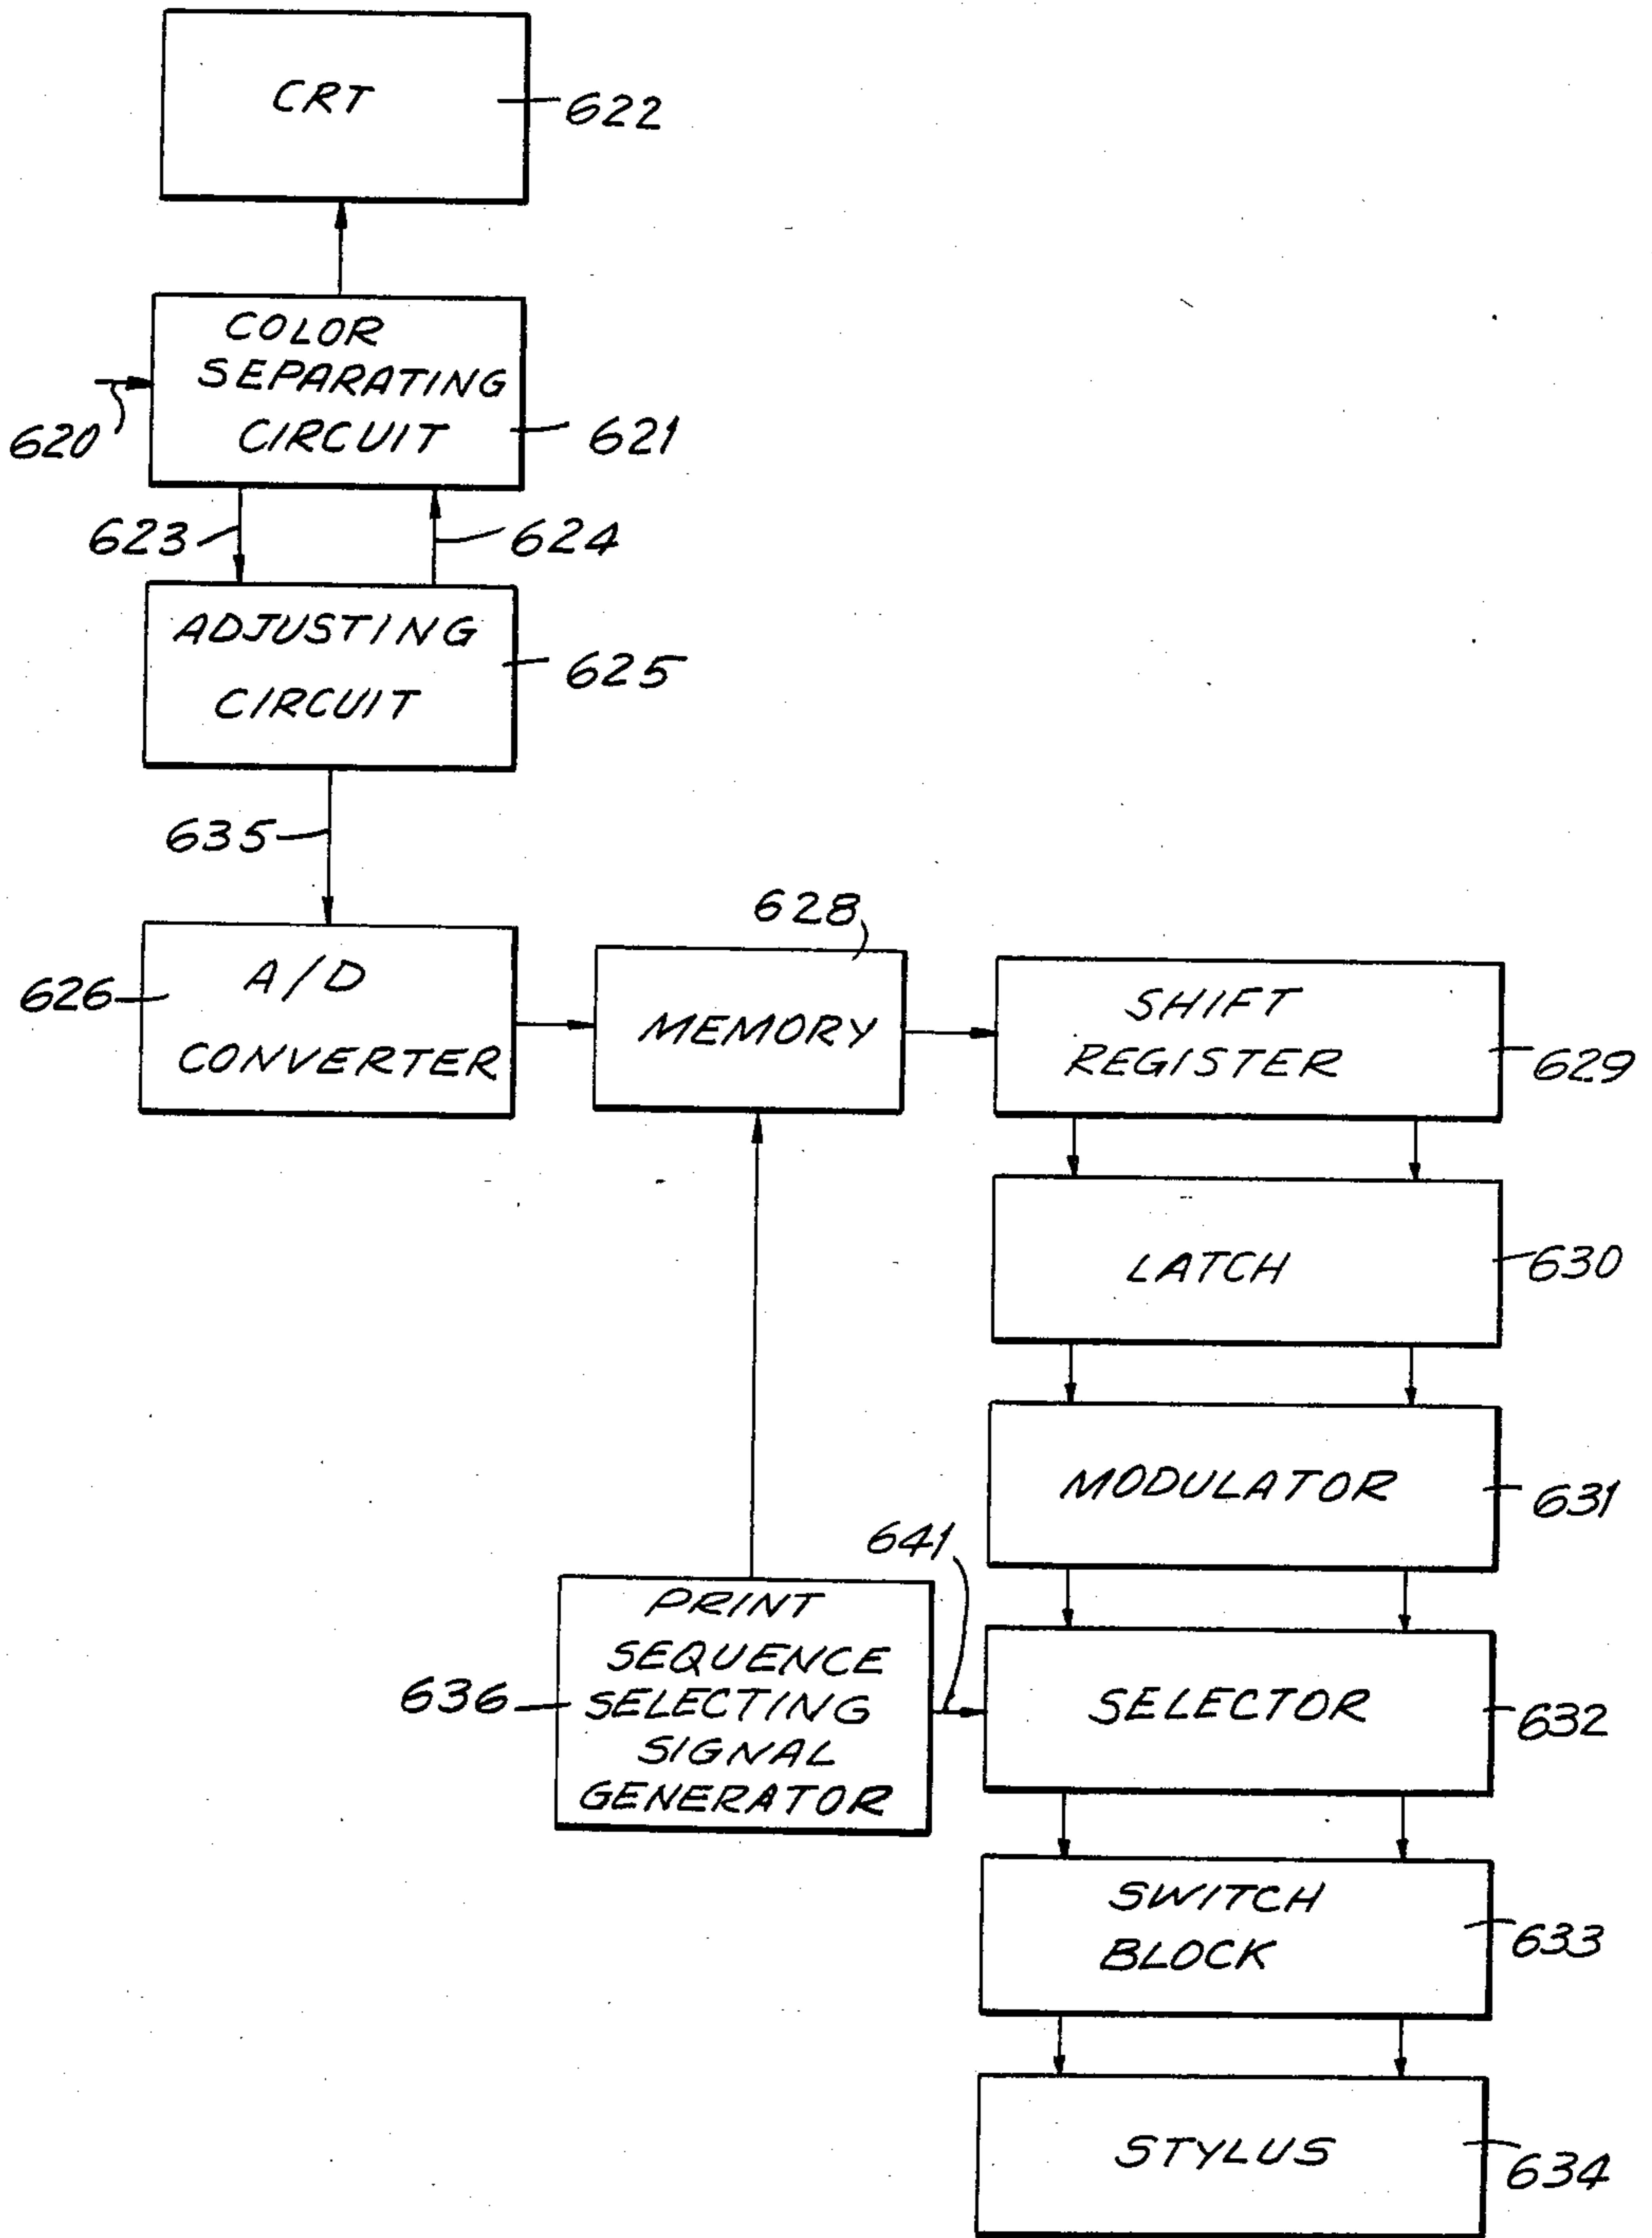 CRT
622
COLOR
SEPARATING
CIRCUIT
620
621
623
624
ADJUSTING
CIRCUIT
625
635
A/D
CONVERTER
626
628
MEMORY
SHIFT
REGISTER
629
LATCH
630
MODULATOR
631
641
PRINT
SEQUENCE
SELECTING
SIGNAL
GENERATOR
636
SELECTOR
632
SWITCH
BLOCK
633
STYLUS
634